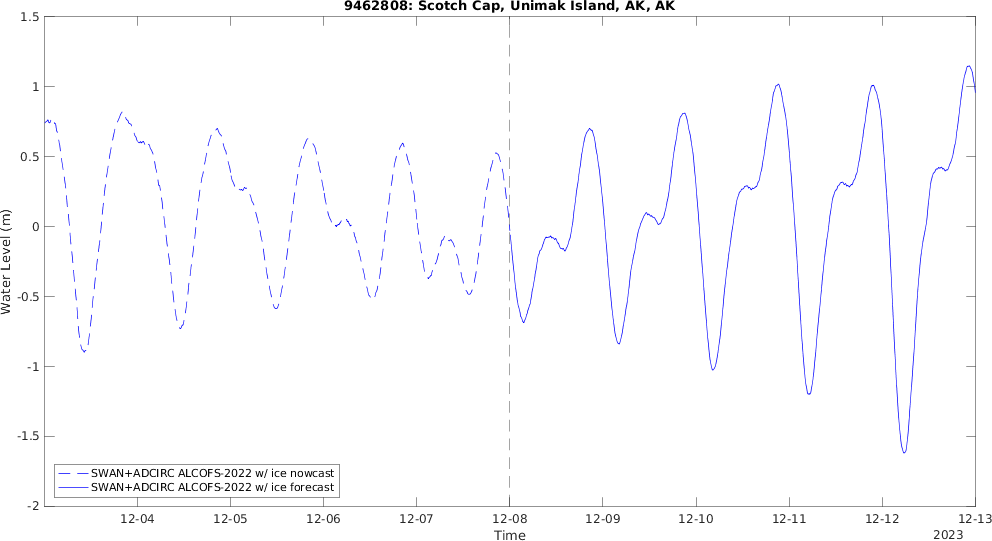 9462808: Scotch Cap, Unimak Island, AK, AK
1.5
1
0.5
0
-0.5
-1
-1.5
-2
Water Level (m)
SWAN+ADCIRC ALCOFS-2022 w/ ice nowcast
SWAN+ADCIRC ALCOFS-2022 w/ ice forecast
12-04 12-05 12-06 12-07 12-08 12-09 12-10 12-11 12-12 12-13
Time
2023